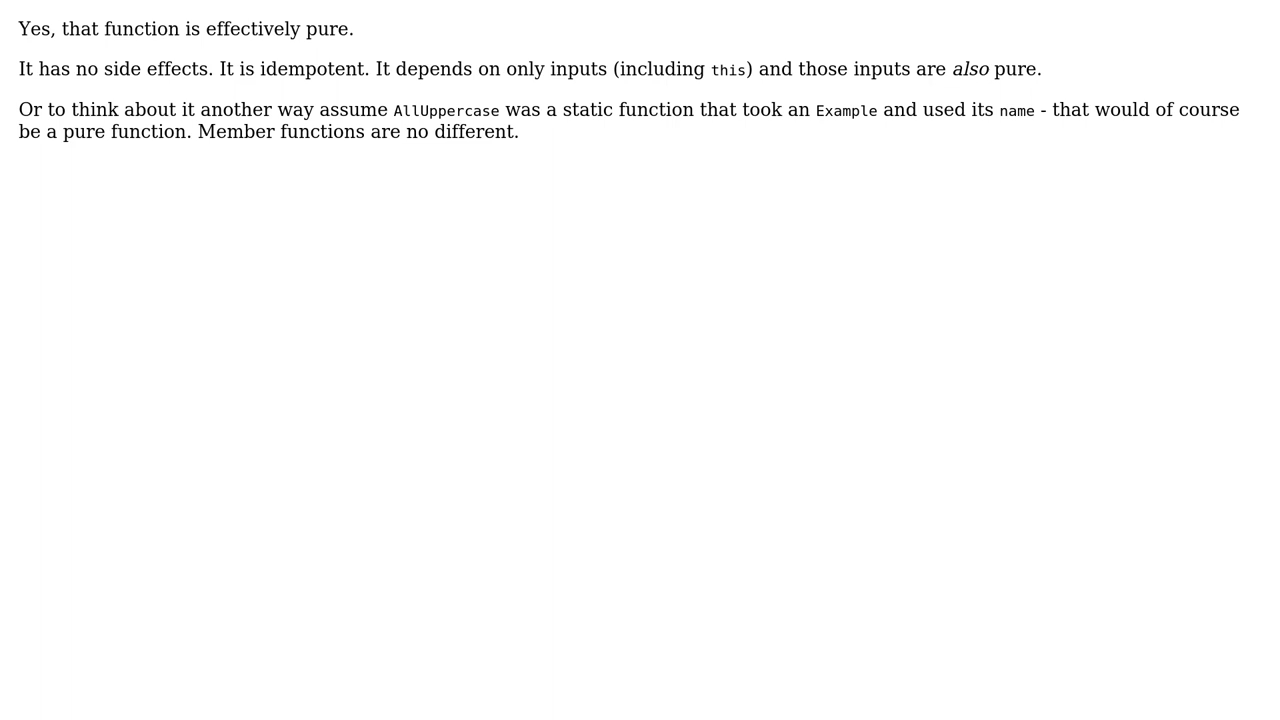 Yes, that function is effectively pure.
It has no side effects. It is idempotent. It depends on only inputs (including this) and those inputs are also pure.
Or to think about it another way assume AllUppercase was a static function that took an Example and used its name - that would of course
be a pure function. Member functions are no different.